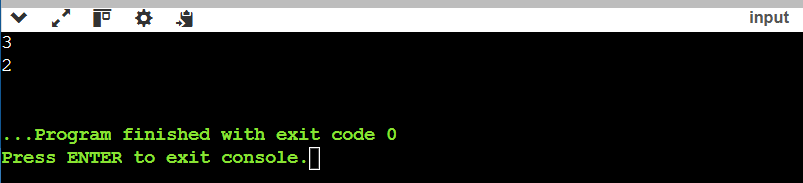 input
3
2
...Program finished with exit code 0
Press ENTER to exit console.